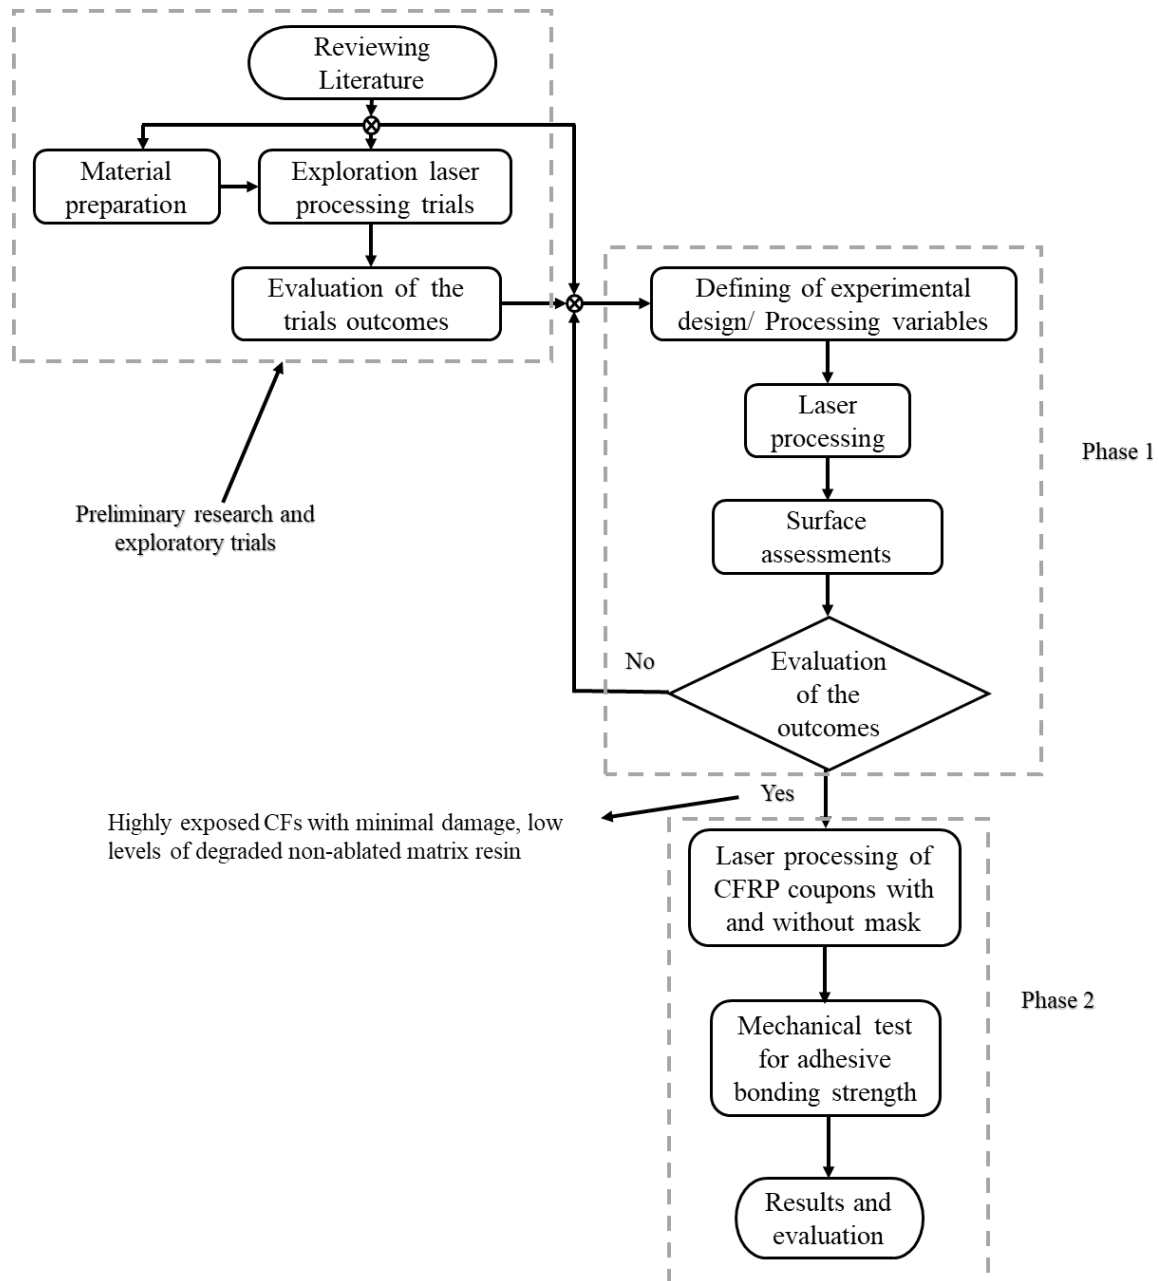 Reviewing
Literature
Material
preparation
Exploration laser
processing trials
Evaluation of the
trials outcomes
Preliminary research and
exploratory trials
Defining of experimental
design/ Processing variables
Laser
processing
Surface
assessments
Phase 1
Evaluation
of the
outcomes
No
Yes
Highly exposed CFs with minimal damage, low
levels of degraded non-ablated matrix resin
Laser processing of
CFRP coupons with
and without mask
Mechanical test
for adhesive
bonding strength
Phase 2
Results and
evaluation